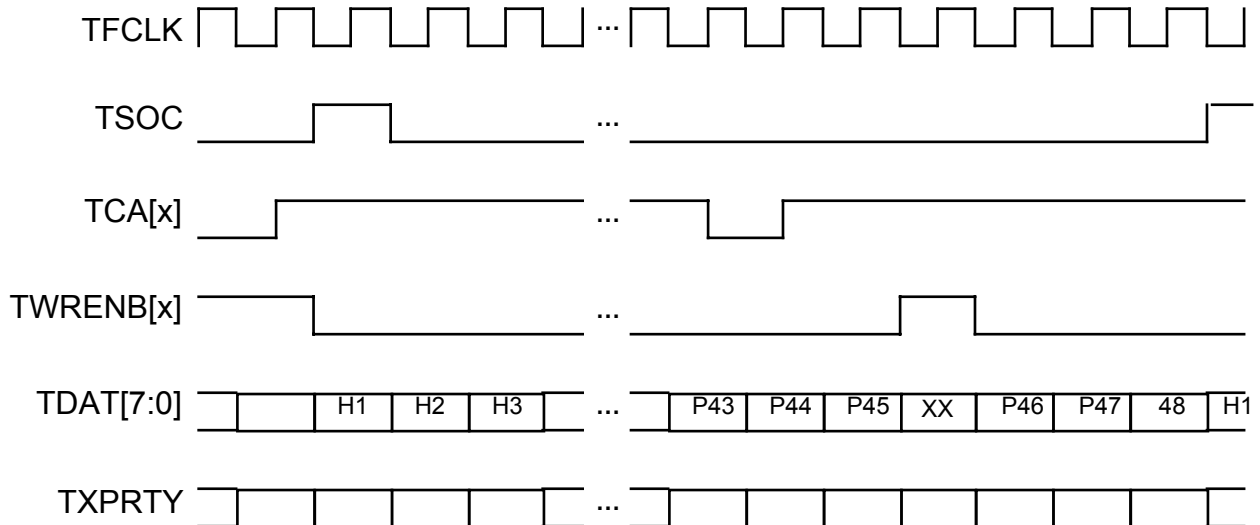 TFCLK ...
TSOC ...
TCA[x] ...
TWRENB[x] ...
TDAT[7:0] H1 H2 H3 ... P43 P44 P45 XX P46 P47 48 H1
TXPRTY ...